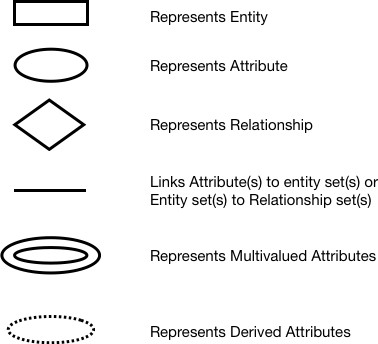 Represents Entity
Represents Attribute
Represents Relationship
Links Attribute(s) to entity set(s) or
Entity set(s) to Relationship set(s)
Represents Multivalued Attributes
Represents Derived Attributes